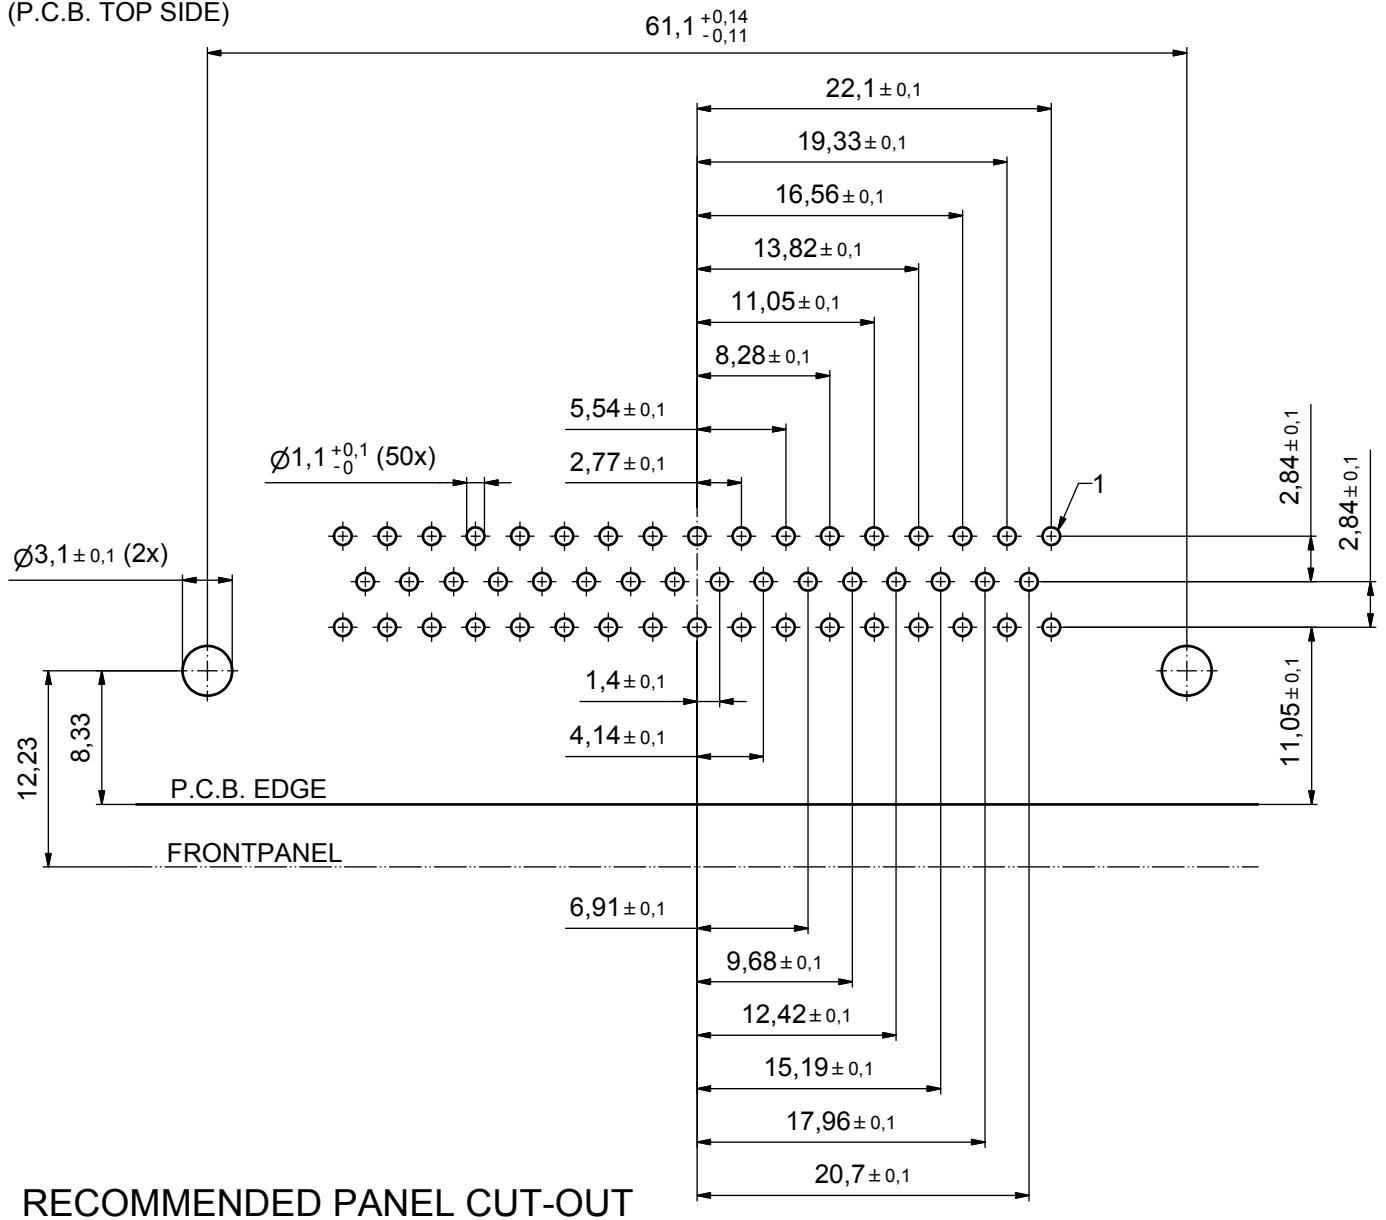 (P.C.B. TOP SIDE)
61,1 +0,14 -0,11
22,1 ± 0,1
19,33 ± 0,1
16,56 ± 0,1
13,82 ± 0,1
11,05 ± 0,1
8,28 ± 0,1
5,54 ± 0,1
Ø1,1 +0,1 -0 (50x)
2,77 ± 0,1
2,84 ± 0,1
2,84 ± 0,1
1
Ø3,1 ± 0,1 (2x)
1,4 ± 0,1
4,14 ± 0,1
11,05 ± 0,1
12,23
8,33
P.C.B. EDGE
FRONTPANEL
6,91 ± 0,1
9,68 ± 0,1
12,42 ± 0,1
15,19 ± 0,1
17,96 ± 0,1
20,7 ± 0,1
RECOMMENDED PANEL CUT-OUT